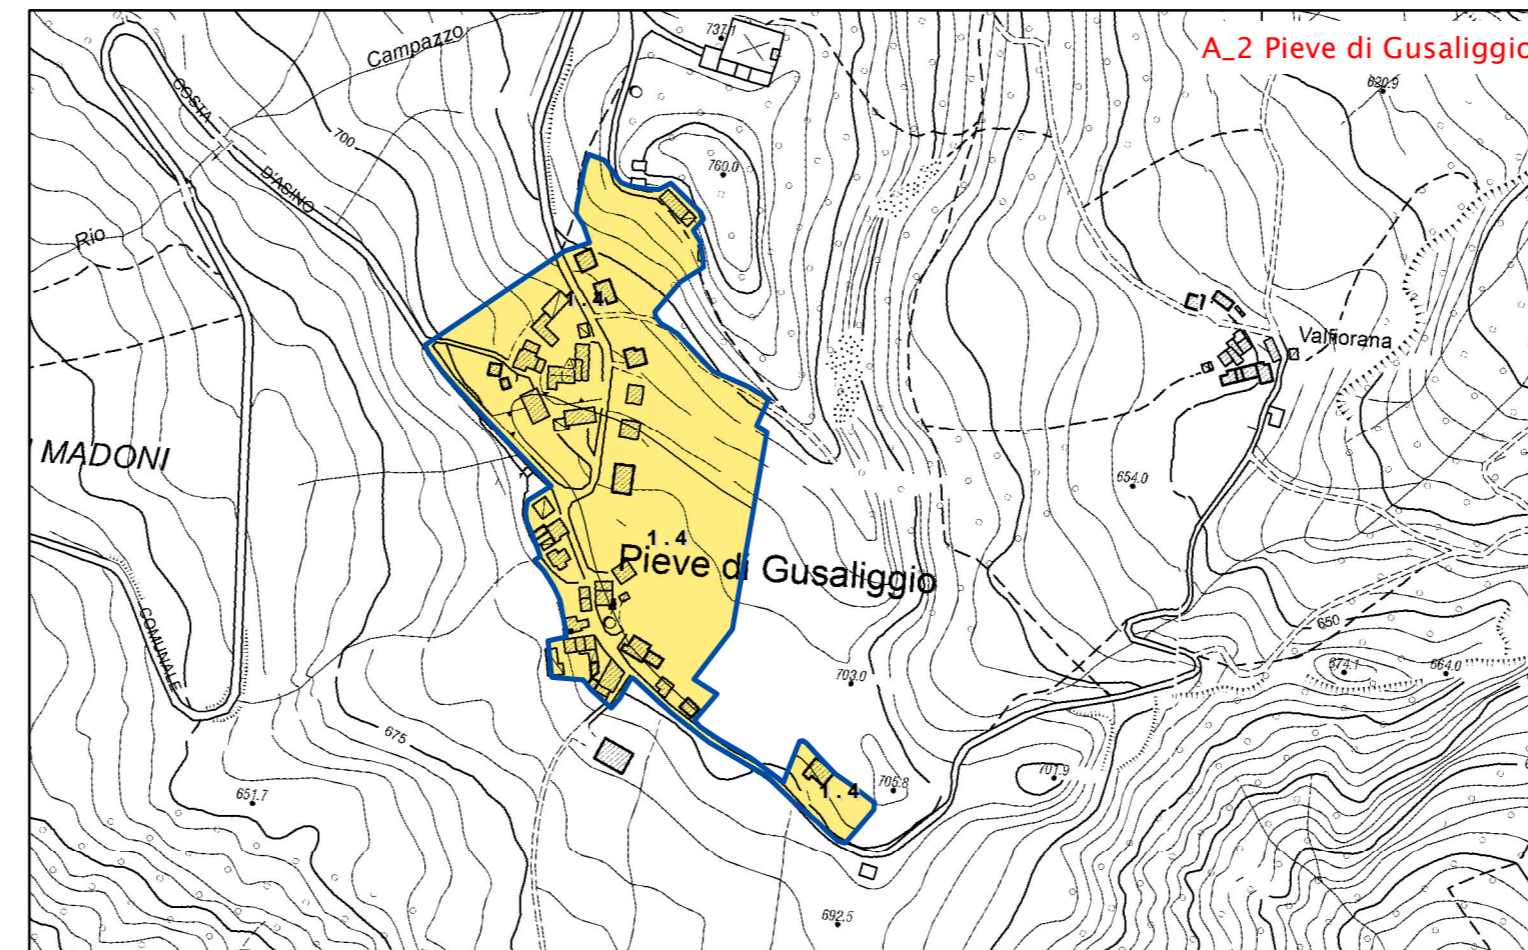 A_2 Pieve di Gusaliggio
737.1
Campazzo
620.9
COSTA
700
760.0
D'ASINO
Rio
1.4
Valfiorana
I MADONI
654.0
1.4
Pieve di Gusaliggio
COMUNALE
650
674.1
664.0
703.0
675
701.9
705.8
1.4
651.7
692.5